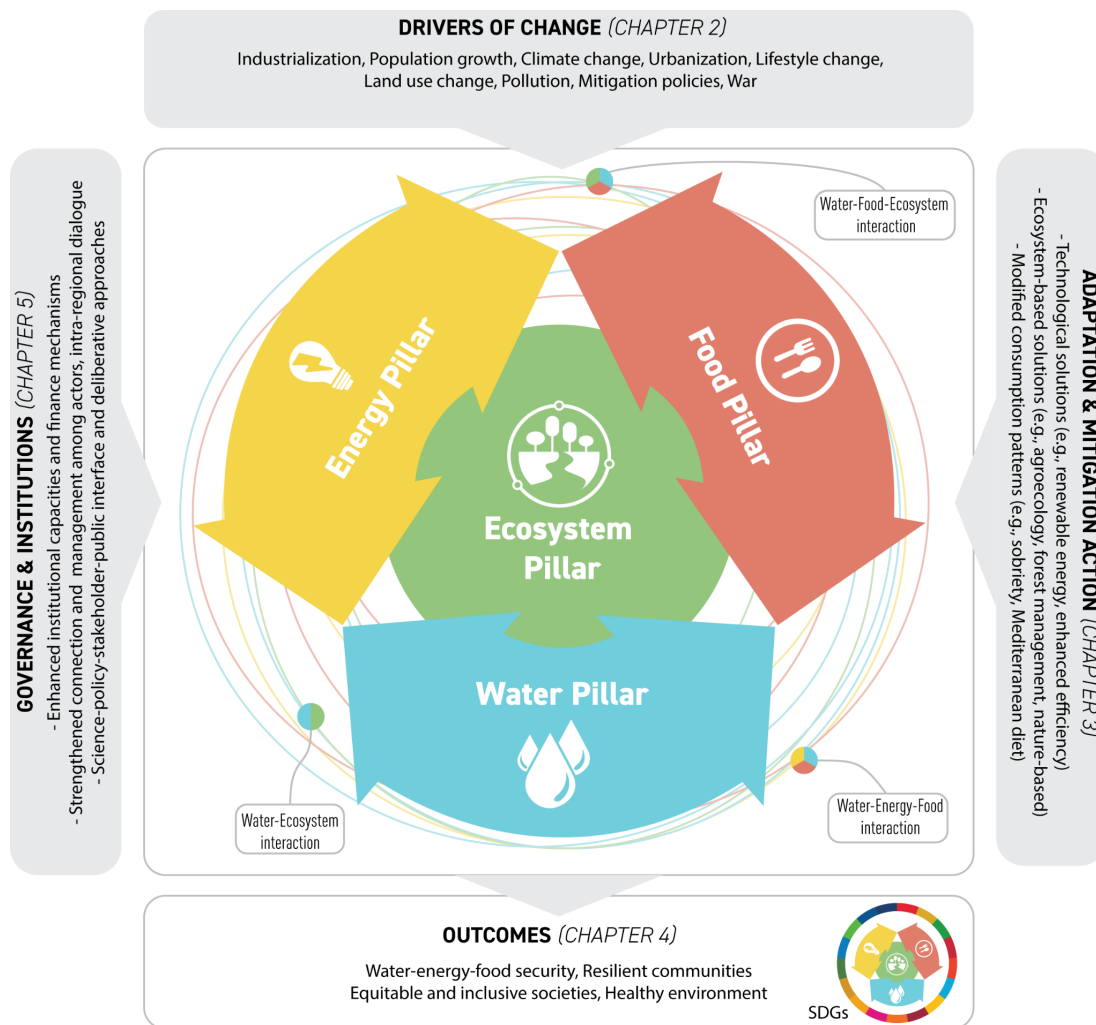 DRIVERS OF CHANGE (CHAPTER 2)
Industrialization, Population growth, Climate change, Urbanization, Lifestyle change,
Land use change, Pollution, Mitigation policies, War
GOVERNANCE & INSTITUTIONS (CHAPTER 5)
- Enhanced institutional capacities and finance mechanisms
- Strengthened connection and management among actors, intra-regional dialogue
- Science-policy-stakeholder-public interface and deliberative approaches
Water-Food-Ecosystem
interaction
Energy Pillar
Food Pillar
Ecosystem
Pillar
Water Pillar
Water-Ecosystem
interaction
Water-Energy-Food
interaction
ADAPTATION & MITIGATION ACTION (CHAPTER 3)
- Technological solutions (e.g., renewable energy, enhanced efficiency)
- Ecosystem-based solutions (e.g., agroecology, forest management, nature-based)
- Modified consumption patterns (e.g., sobriety, Mediterranean diet)
OUTCOMES (CHAPTER 4)
Water-energy-food security, Resilient communities
Equitable and inclusive societies, Healthy environment
SDGs